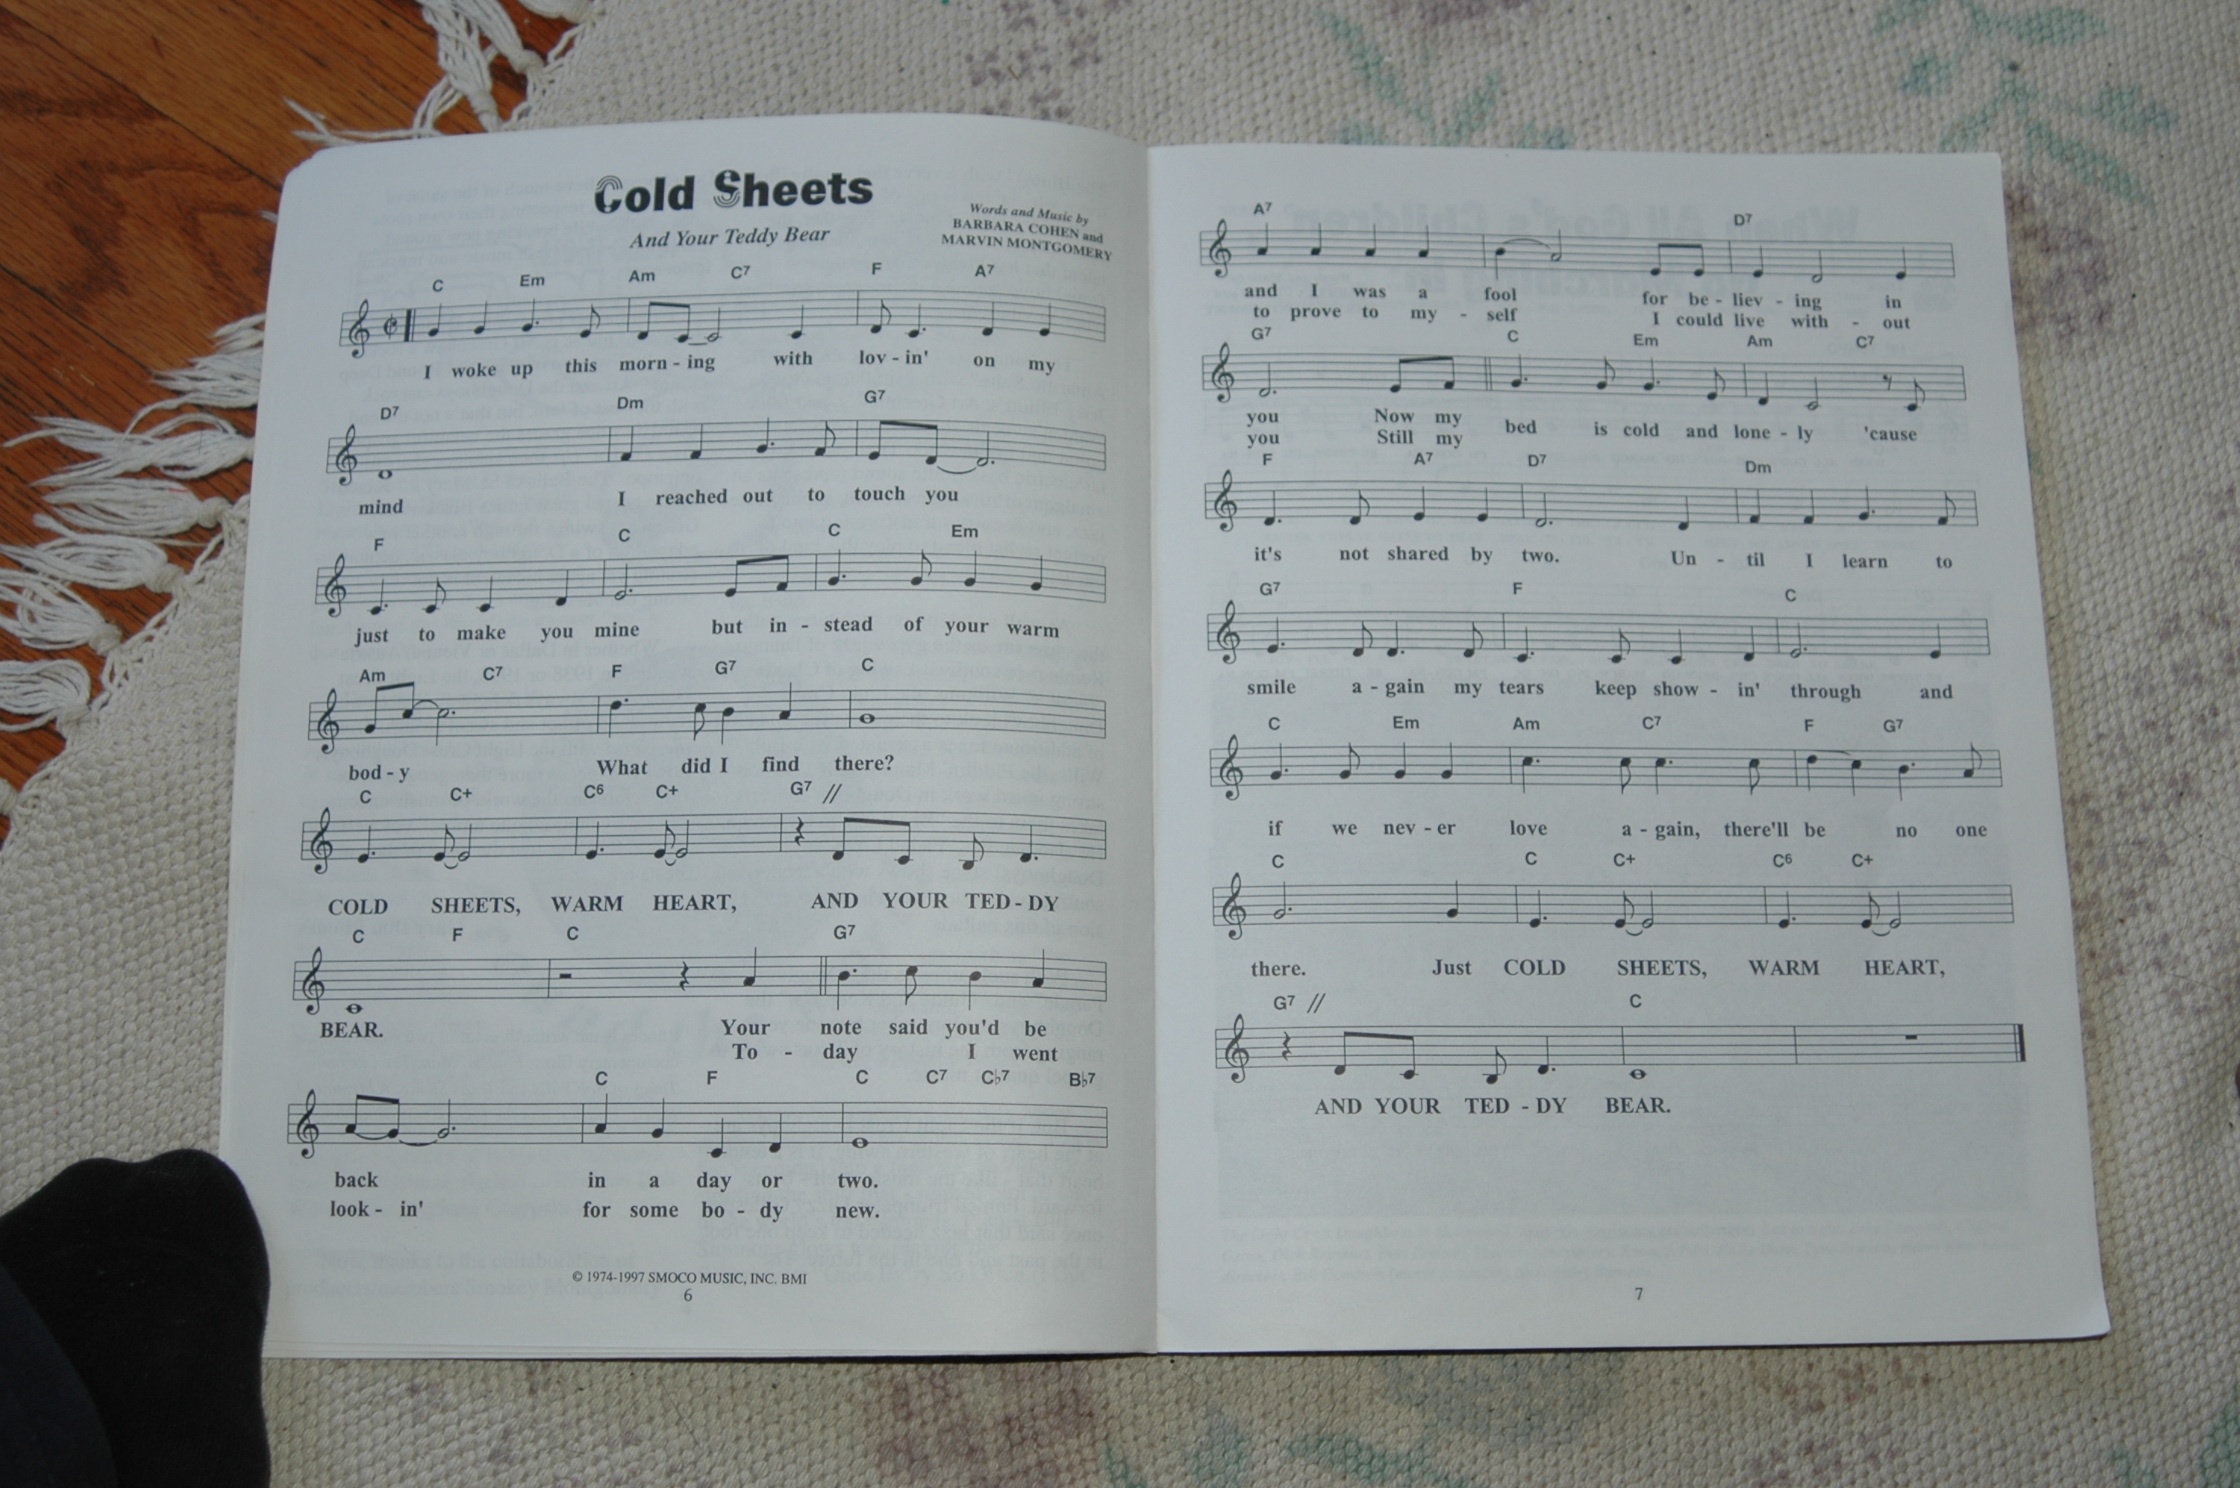 Cold Sheets
And Your Teddy Bear
Words and Music by
BARBARA COHEN and
MARVIN MONTGOMERY
C Em Am C7 F A7
I woke up this morn - ing with lov - in' on my
D7 Dm G7
mind I reached out to touch you
F C C Em
just to make you mine but in - stead of your warm
Am C7 F G7 C
bod - y What did I find there?
C C+ C6 C+ G7 //
COLD SHEETS, WARM HEART, AND YOUR TED - DY
C F C G7
BEAR. Your note said you'd be
To - day I went
C F C C7 C♭7 B♭7
back in a day or two.
look - in' for some bo - dy new.
© 1974-1997 SMOCO MUSIC, INC. BMI
6
A7 D7
and I was a fool for be - liev - ing in
to prove to my - self I could live with - out
G7 C Em Am C7
you Now my bed is cold and lone - ly 'cause
you Still my
F A7 D7 Dm
it's not shared by two. Un - til I learn to
G7 F C
smile a - gain my tears keep show - in' through and
C Em Am C7 F G7
if we nev - er love a - gain, there'll be no one
C C C+ C6 C+
there. Just COLD SHEETS, WARM HEART,
G7 // C
AND YOUR TED - DY BEAR.
7